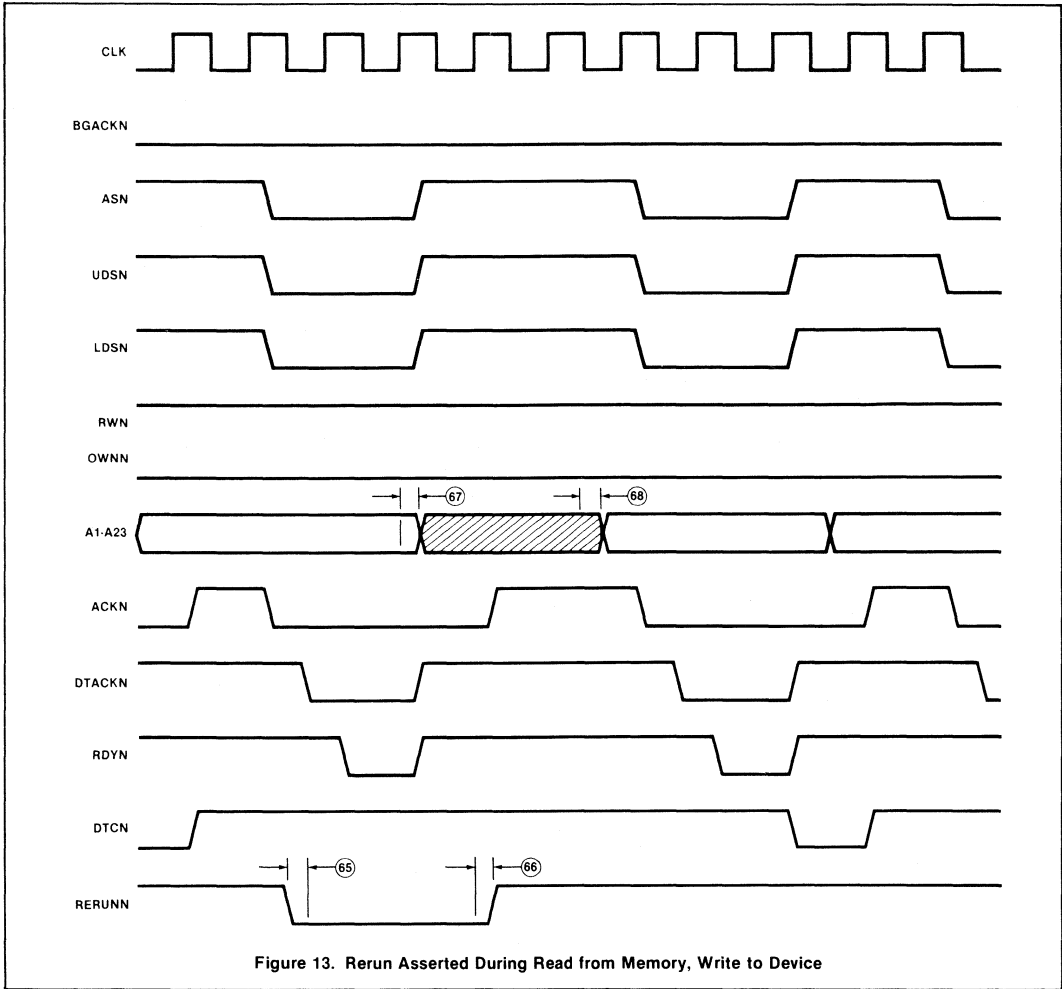 CLK
BGACKN
ASN
UDSN
LDSN
RWN
OWNN
67
68
A1-A23
ACKN
DTACKN
RDYN
DTCN
65
66
RERUNN
Figure 13. Rerun Asserted During Read from Memory, Write to Device